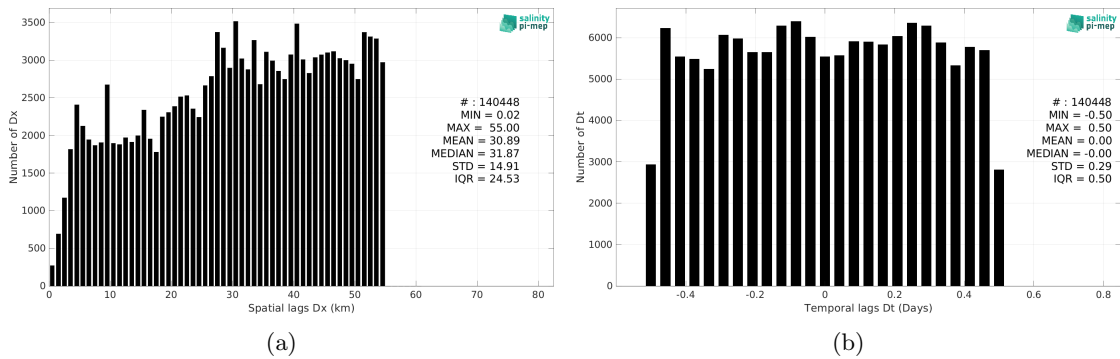 3500
3000
2500
2000
1500
1000
500
0
Number of Dx
0 10 20 30 40 50 60 70 80
Spatial lags Dx (km)
salinity
pi-mep
# : 140448
MIN = 0.02
MAX = 55.00
MEAN = 30.89
MEDIAN = 31.87
STD = 14.91
IQR = 24.53
(a)
6000
5000
4000
3000
2000
1000
0
Number of Dt
-0.4 -0.2 0 0.2 0.4 0.6 0.8
Temporal lags Dt (Days)
salinity
pi-mep
# : 140448
MIN = -0.50
MAX = 0.50
MEAN = 0.00
MEDIAN = -0.00
STD = 0.29
IQR = 0.50
(b)